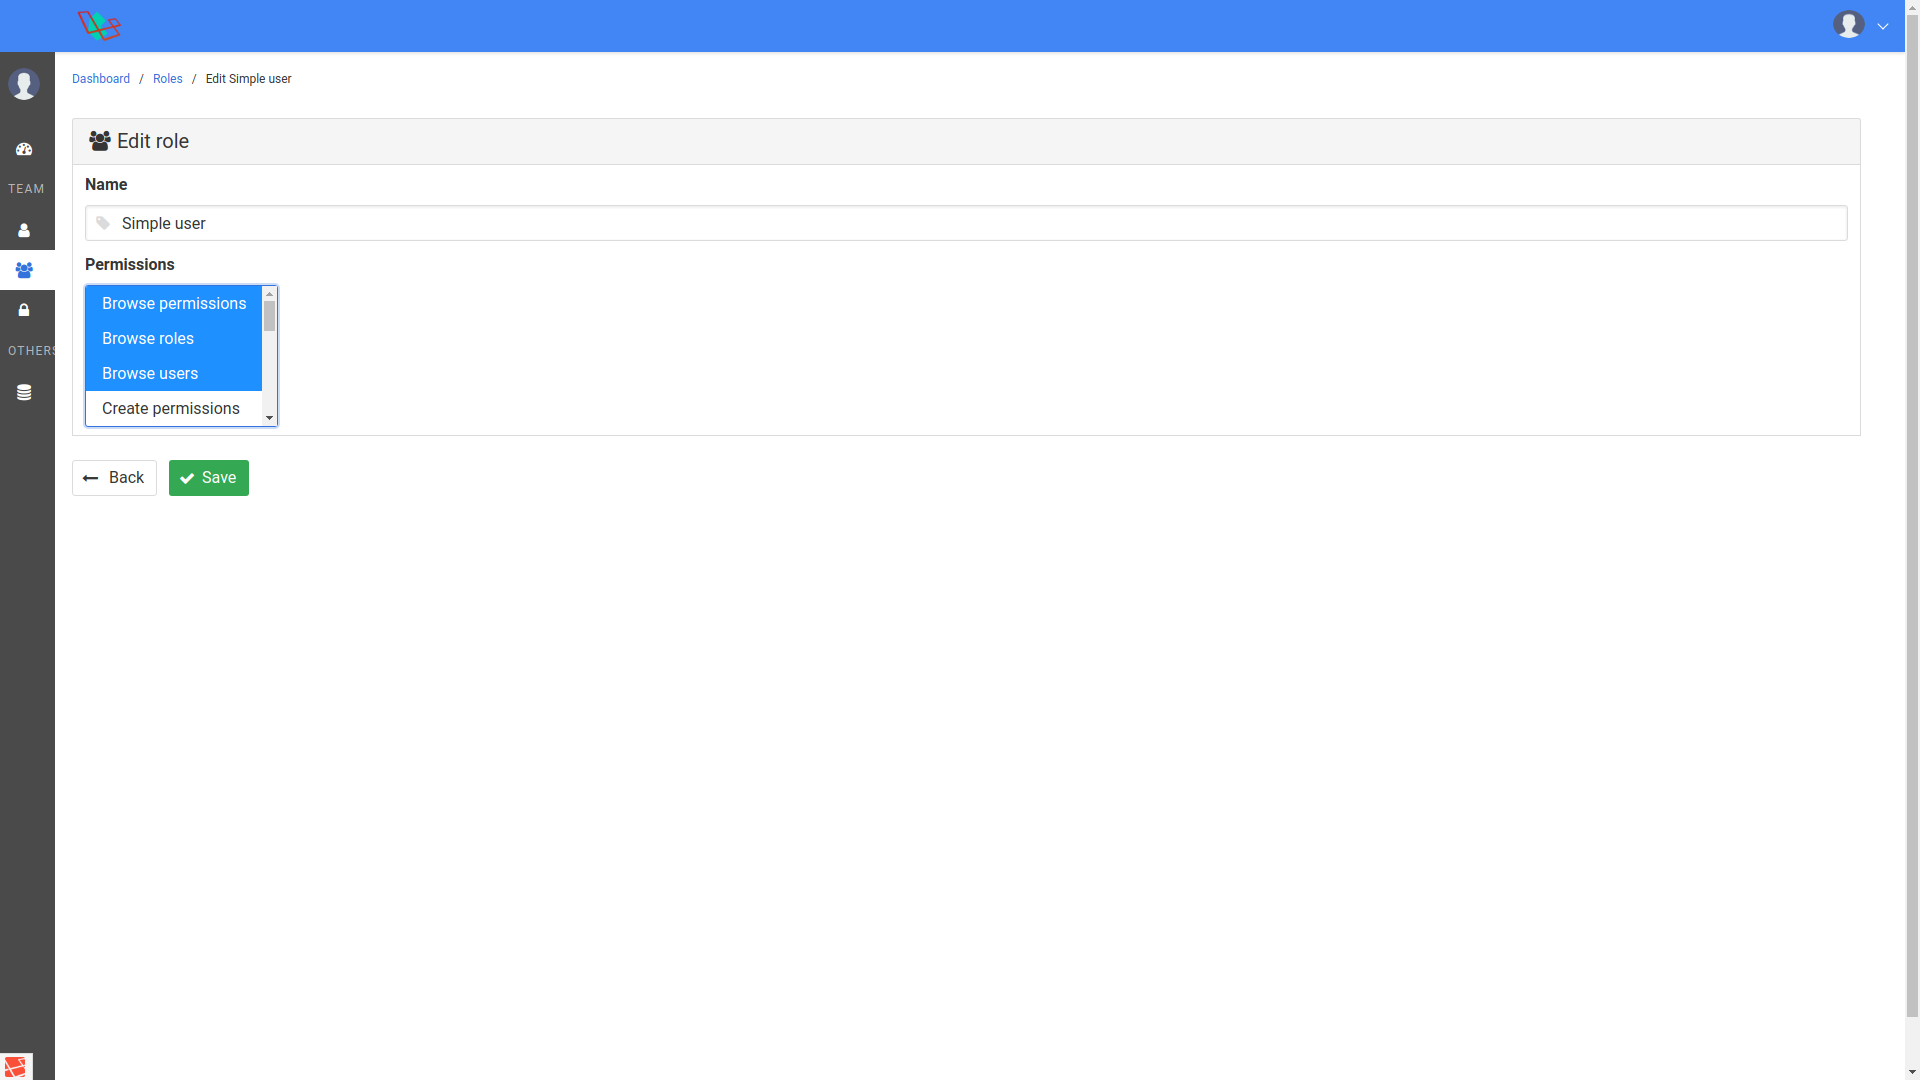 Dashboard / Roles / Edit Simple user
TEAM
OTHERS
Edit role
Name
Simple user
Permissions
Browse permissions
Browse roles
Browse users
Create permissions
Back
Save